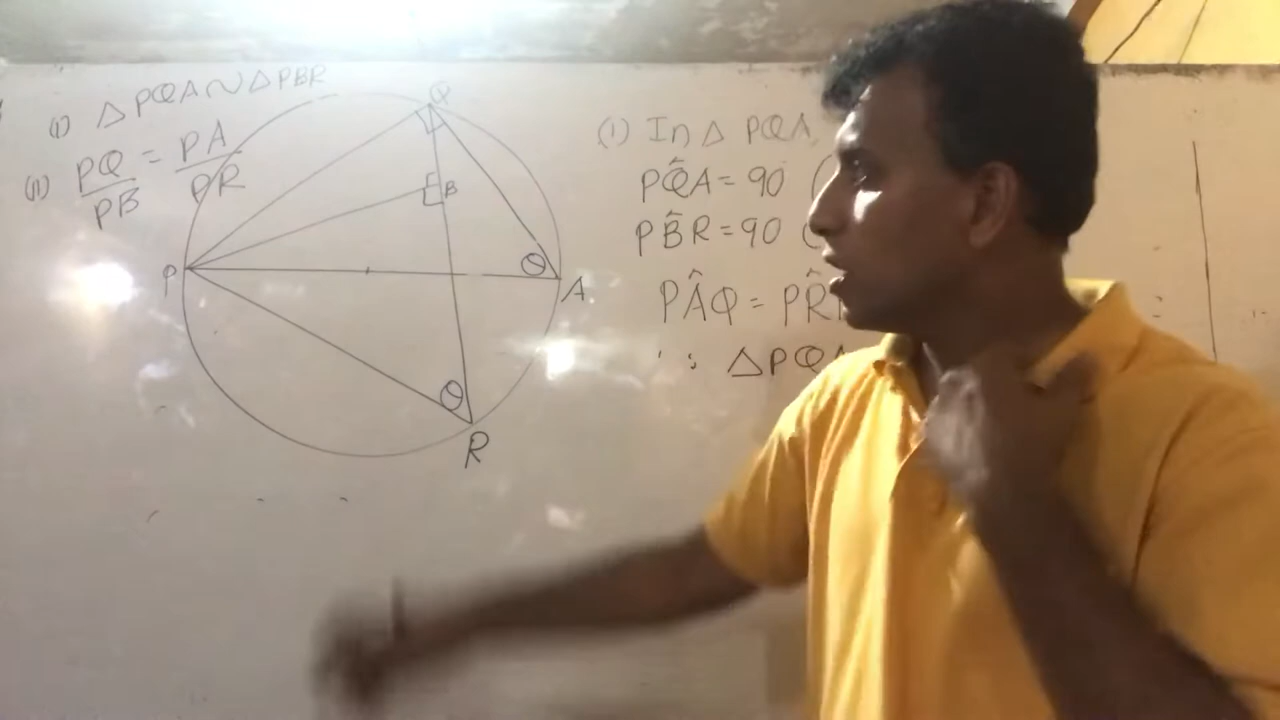 (i) △ PQA ~ △ PBR
(ii) PQ/PB = PA/PR
Q
B
P
θ
A
θ
R
(i) In △ PQA,
PQ̂A = 90 (
PB̂R = 90 (
PÂQ = PR̂
∴ △PQA